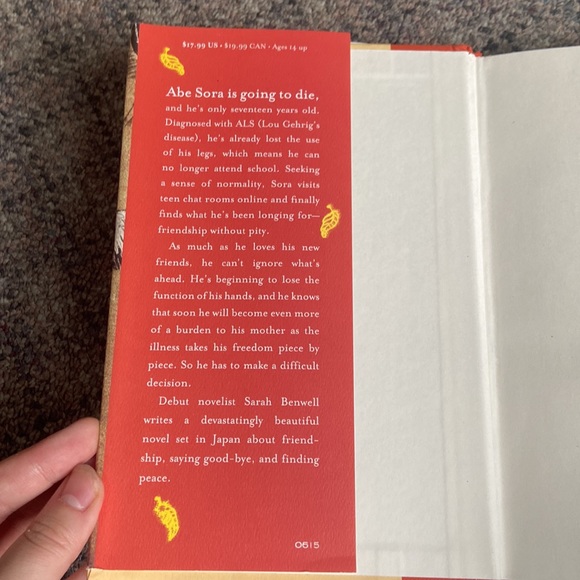 $17.99 US • $19.99 CAN • Ages 14 up
Abe Sora is going to die,
and he's only seventeen years old.
Diagnosed with ALS (Lou Gehrig's
disease), he's already lost the use
of his legs, which means he can
no longer attend school. Seeking
a sense of normality, Sora visits
teen chat rooms online and finally
finds what he's been longing for—
friendship without pity.
As much as he loves his new
friends, he can't ignore what's
ahead. He's beginning to lose the
function of his hands, and he knows
that soon he will become even more
of a burden to his mother as the
illness takes his freedom piece by
piece. So he has to make a difficult
decision.
Debut novelist Sarah Benwell
writes a devastatingly beautiful
novel set in Japan about friend-
ship, saying good-bye, and finding
peace.
0615